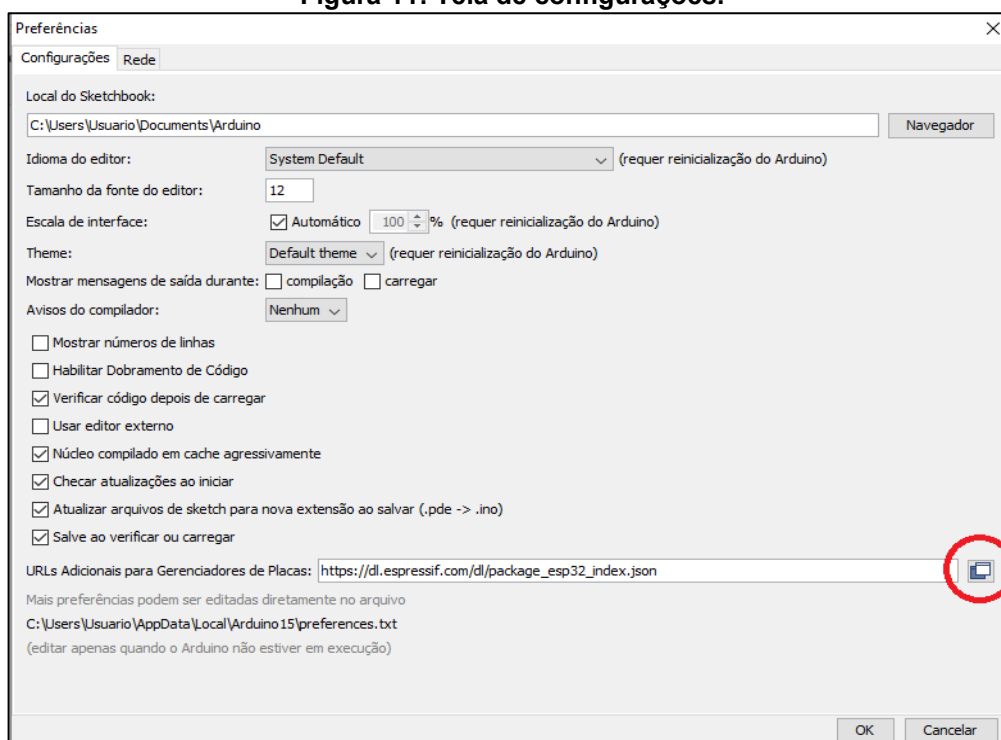 Figura 11: Tela de configurações.
Preferências
Configurações Rede
Local do Sketchbook:
C:\Users\Usuario\Documents\Arduino Navegador
Idioma do editor: System Default (requer reinicialização do Arduino)
Tamanho da fonte do editor: 12
Escala de interface: Automático 100 % (requer reinicialização do Arduino)
Theme: Default theme (requer reinicialização do Arduino)
Mostrar mensagens de saída durante: compilação carregar
Avisos do compilador: Nenhum
Mostrar números de linhas
Habilitar Dobramento de Código
Verificar código depois de carregar
Usar editor externo
Núcleo compilado em cache agressivamente
Checar atualizações ao iniciar
Atualizar arquivos de sketch para nova extensão ao salvar (.pde -> .ino)
Salve ao verificar ou carregar
URLs Adicionais para Gerenciadores de Placas: https://dl.espressif.com/dl/package_esp32_index.json
Mais preferências podem ser editadas diretamente no arquivo
C:\Users\Usuario\AppData\Local\Arduino15\preferences.txt
(editar apenas quando o Arduino não estiver em execução)
OK Cancelar